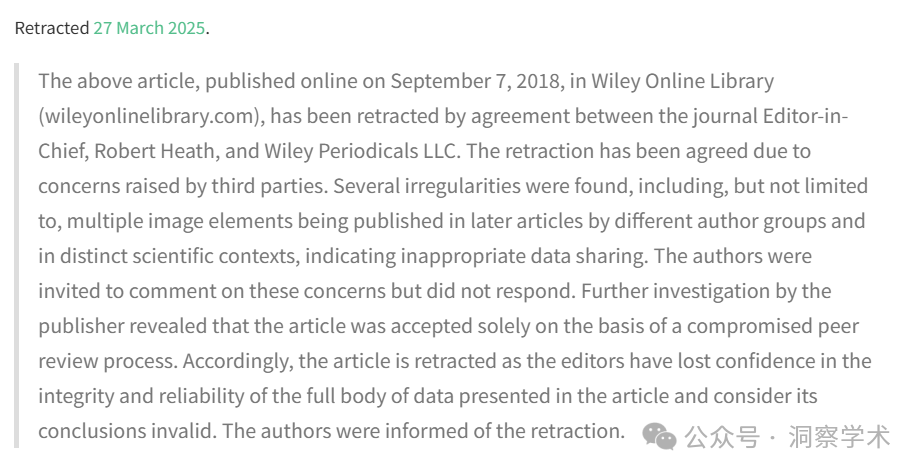 Retracted 27 March 2025.
The above article, published online on September 7, 2018, in Wiley Online Library
(wileyonlinelibrary.com), has been retracted by agreement between the journal Editor-in-
Chief, Robert Heath, and Wiley Periodicals LLC. The retraction has been agreed due to
concerns raised by third parties. Several irregularities were found, including, but not limited
to, multiple image elements being published in later articles by different author groups and
in distinct scientific contexts, indicating inappropriate data sharing. The authors were
invited to comment on these concerns but did not respond. Further investigation by the
publisher revealed that the article was accepted solely on the basis of a compromised peer
review process. Accordingly, the article is retracted as the editors have lost confidence in the
integrity and reliability of the full body of data presented in the article and consider its
conclusions invalid. The authors were informed of the retraction.
公众号 · 洞察学术